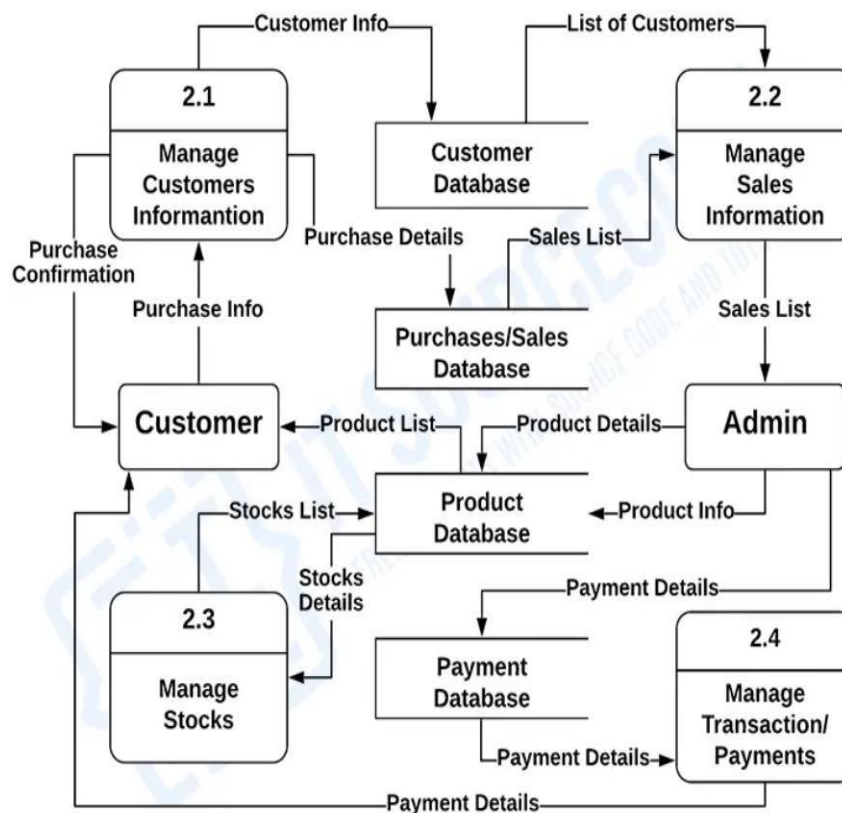 Customer Info
List of Customers
2.1
2.2
Manage
Customers
Informantion
Customer
Database
Manage
Sales
Information
Purchase
Confirmation
Purchase Details
Sales List
Purchase Info
Purchases/Sales
Database
Sales List
Customer
Product List
Product Details
Admin
Stocks List
Product
Database
Product Info
Stocks
Details
Payment Details
2.3
2.4
Manage
Stocks
Payment
Database
Manage
Transaction/
Payments
Payment Details
Payment Details